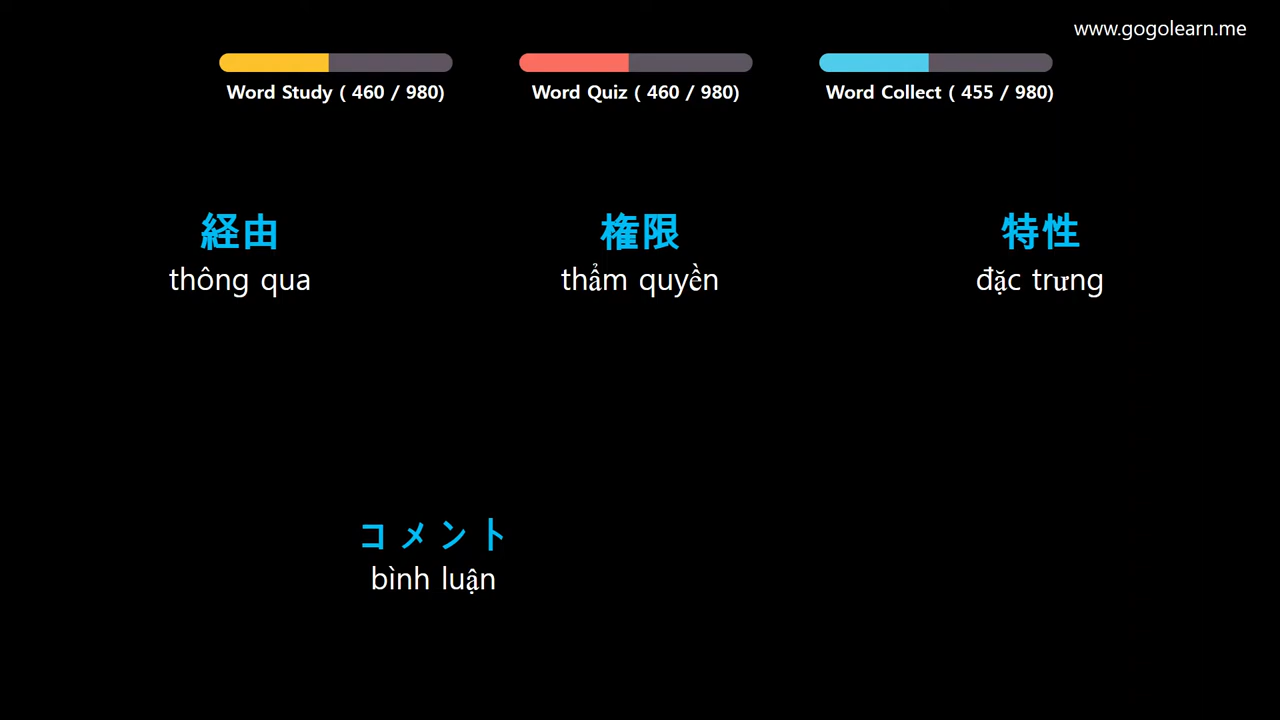 www.gogolearn.me
Word Study ( 460 / 980)
Word Quiz ( 460 / 980)
Word Collect ( 455 / 980)
経由
thông qua
権限
thẩm quyền
特性
đặc trưng
コメント
bình luận